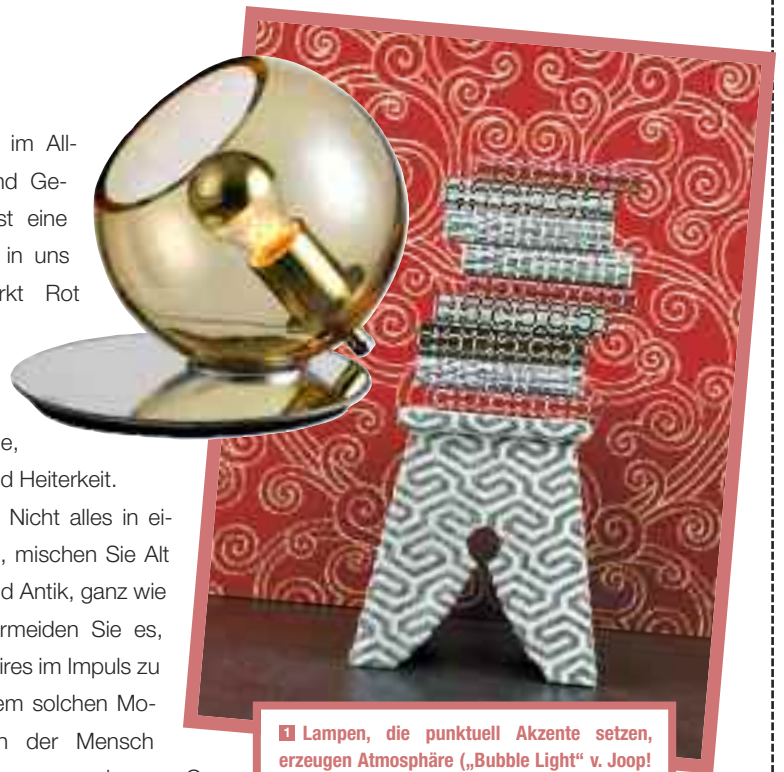 im All-
nd Ge-
st eine
in uns
rkt Rot
e,
d Heiterkeit.
Nicht alles in ei-
, mischen Sie Alt
d Antik, ganz wie
rmeiden Sie es,
ires im Impuls zu
em solchen Mo-
n der Mensch
1 Lampen, die punktuell Akzente setzen,
erzeugen Atmosphäre („Bubble Light“ v. Joop!